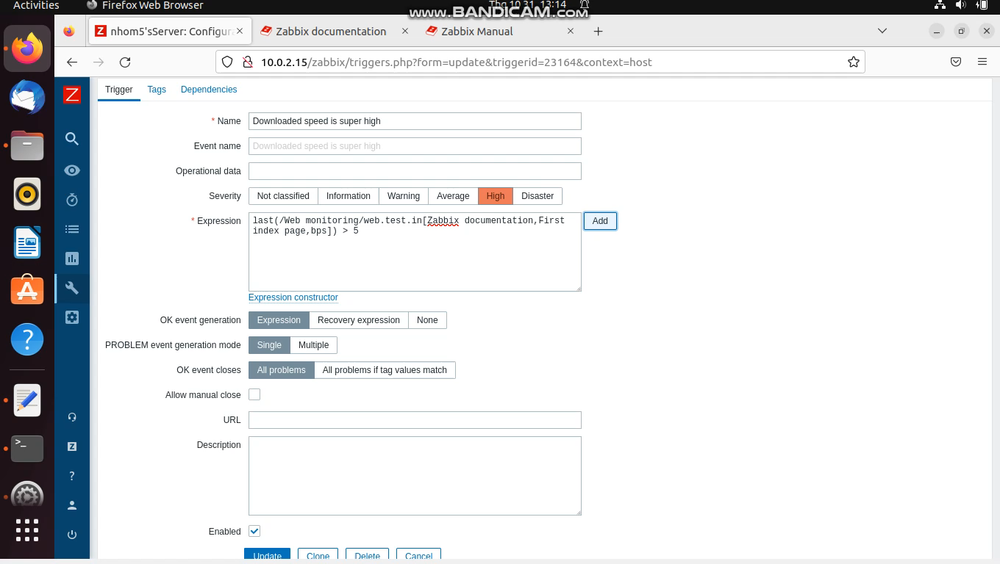 Activities
Firefox Web Browser
Thg 10 31, 13:14
www.BANDICAM.com
Z
nhom5'sServer: Configura
Zabbix documentation
Zabbix Manual
10.0.2.15/zabbix/triggers.php?form=update&triggerid=23164&context=host
Z
Trigger
Tags
Dependencies
* Name
Downloaded speed is super high
Event name
Downloaded speed is super high
Operational data
Severity
Not classified
Information
Warning
Average
High
Disaster
* Expression
last(/Web monitoring/web.test.in[Zabbix documentation,First
index page,bps]) > 5
Add
Expression constructor
OK event generation
Expression
Recovery expression
None
PROBLEM event generation mode
Single
Multiple
OK event closes
All problems
All problems if tag values match
Allow manual close
URL
Description
Enabled
Update
Clone
Delete
Cancel
A
?
>_
Z
?